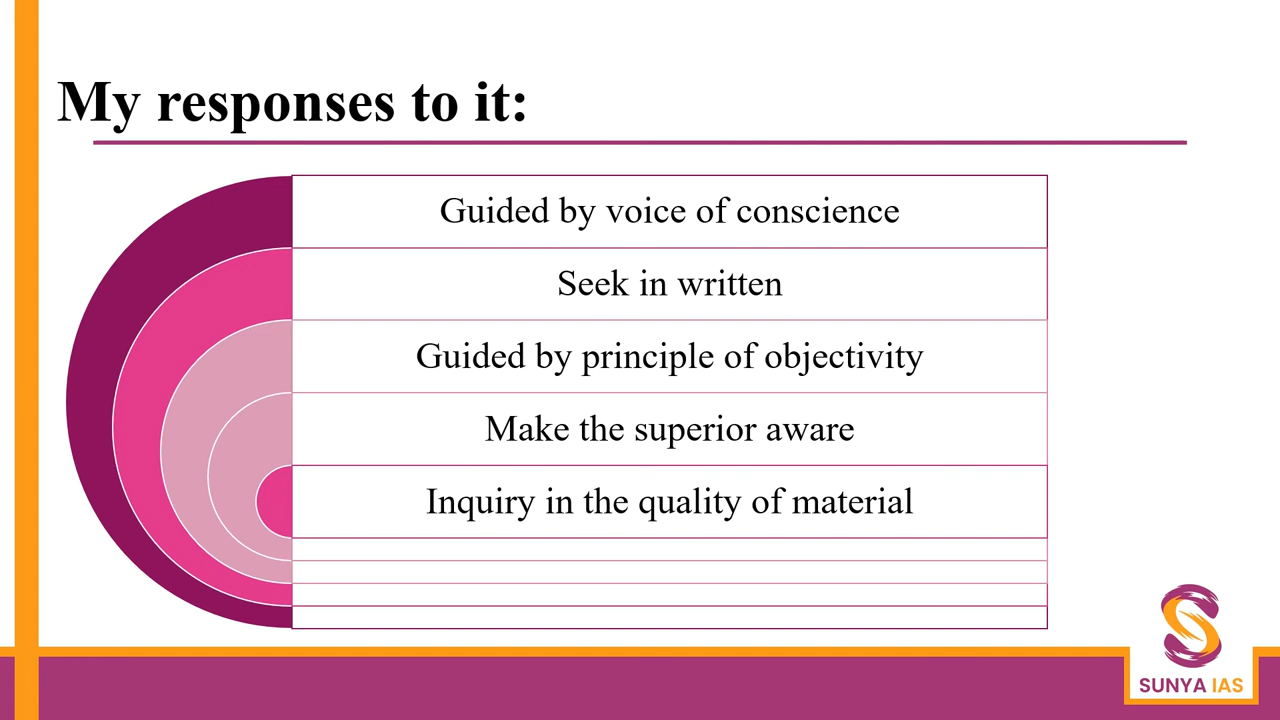 My responses to it:
Guided by voice of conscience
Seek in written
Guided by principle of objectivity
Make the superior aware
Inquiry in the quality of material
SUNYA IAS